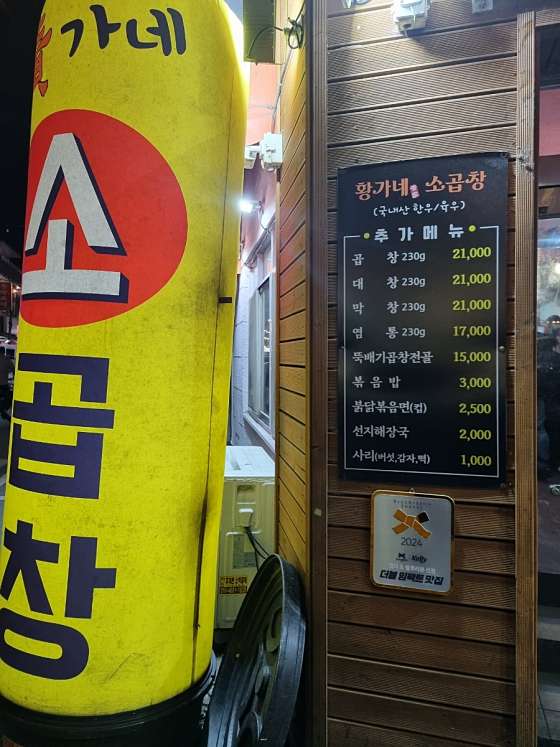 가네
소
곱
창
황가네 소곱창
(국내산 한우/육우)
추가메뉴
곱 창 230g 21,000
대 창 230g 21,000
막 창 230g 21,000
염 통 230g 17,000
뚝배기곱창전골 15,000
볶음밥 3,000
불닭볶음면(컵) 2,500
선지해장국 2,000
사리(버섯,감자,떡) 1,000
2024
Kelly
더블 임팩트 맛집